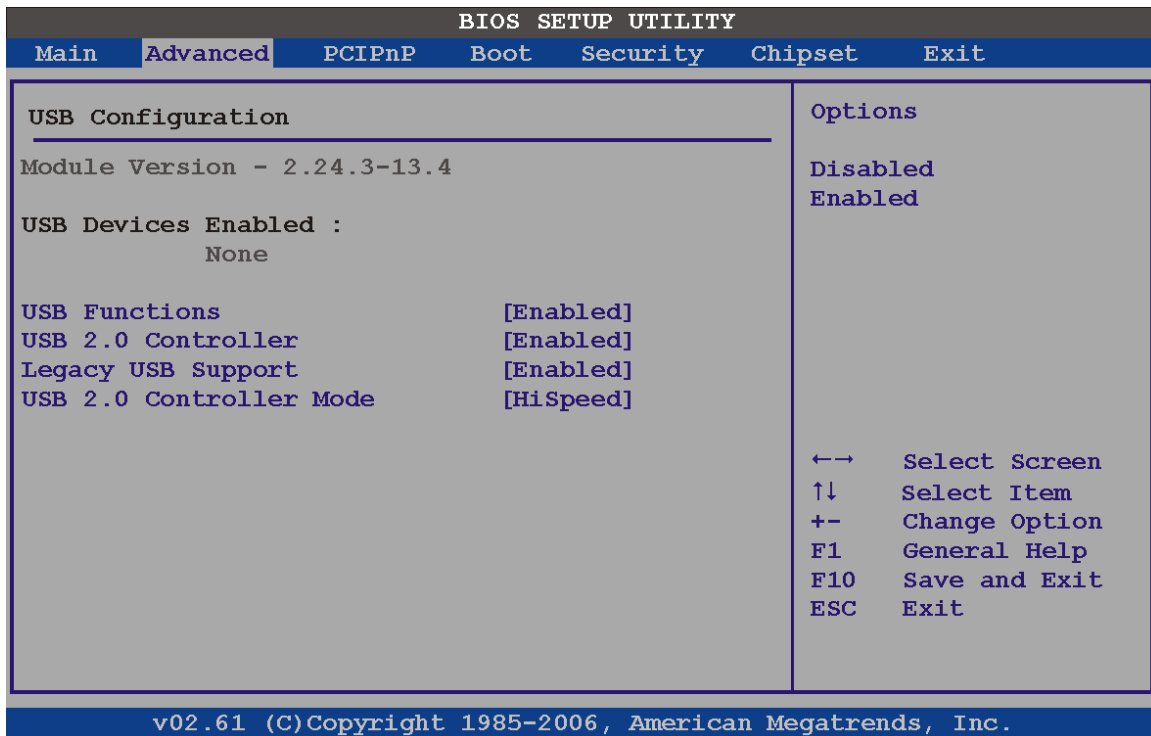 BIOS SETUP UTILITY
Main Advanced PCIPnP Boot Security Chipset Exit
USB Configuration
Module Version - 2.24.3-13.4
USB Devices Enabled :
None
USB Functions [Enabled]
USB 2.0 Controller [Enabled]
Legacy USB Support [Enabled]
USB 2.0 Controller Mode [HiSpeed]
Options
Disabled
Enabled
←→ Select Screen
↑↓ Select Item
+- Change Option
F1 General Help
F10 Save and Exit
ESC Exit
v02.61 (C)Copyright 1985-2006, American Megatrends, Inc.